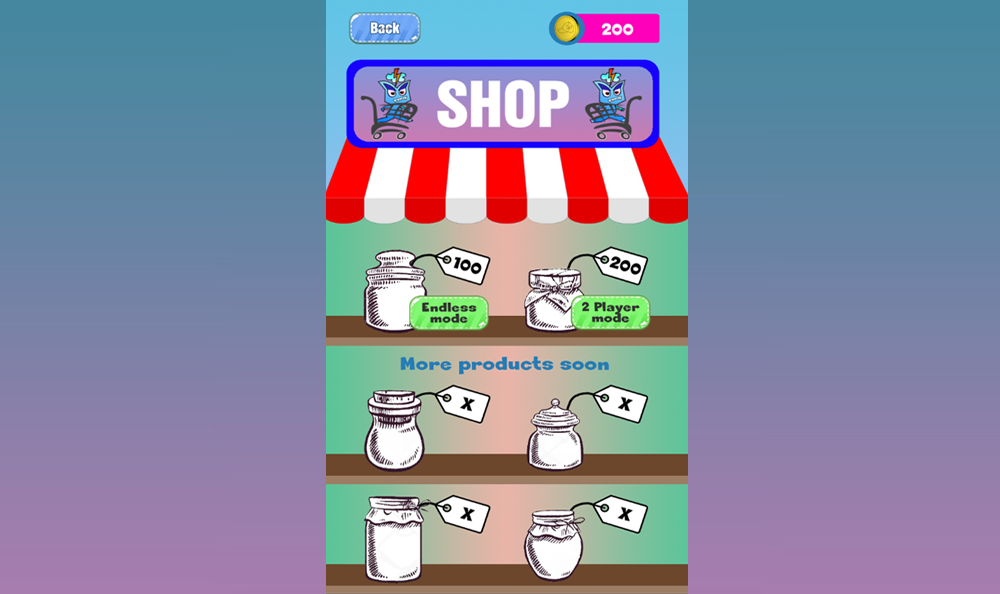 Back
200
SHOP
100
200
Endless
mode
2 Player
mode
More products soon
X
X
X
X